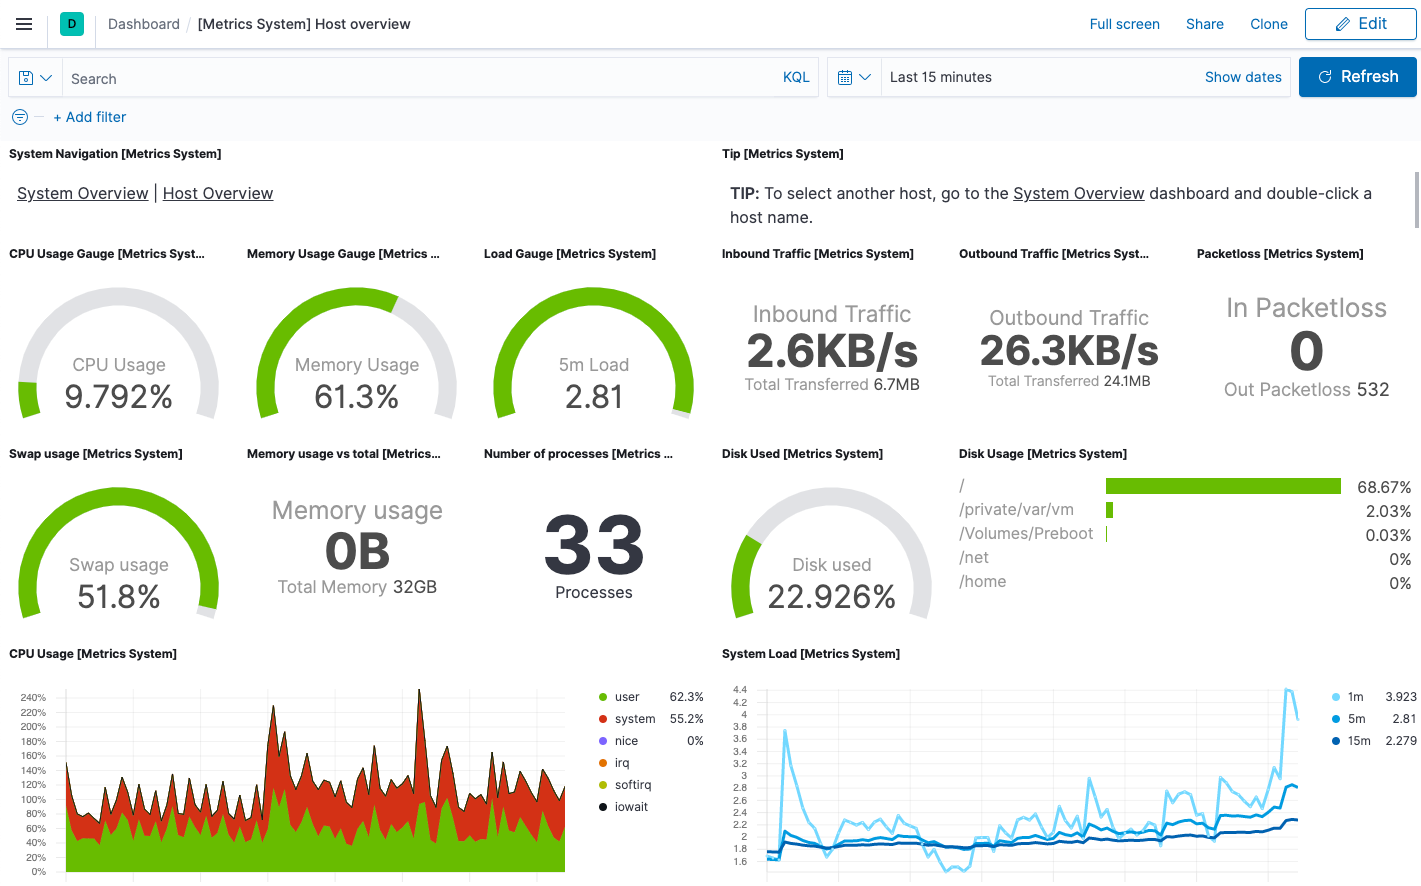 D Dashboard / [Metrics System] Host overview Full screen Share Clone Edit
Search KQL Last 15 minutes Show dates Refresh
+ Add filter
System Navigation [Metrics System]
System Overview | Host Overview
Tip [Metrics System]
TIP: To select another host, go to the System Overview dashboard and double-click a
host name.
CPU Usage Gauge [Metrics Syst...
CPU Usage
9.792%
Memory Usage Gauge [Metrics ...
Memory Usage
61.3%
Load Gauge [Metrics System]
5m Load
2.81
Inbound Traffic [Metrics System]
Inbound Traffic
2.6KB/s
Total Transferred 6.7MB
Outbound Traffic [Metrics Syst...
Outbound Traffic
26.3KB/s
Total Transferred 24.1MB
Packetloss [Metrics System]
In Packetloss
0
Out Packetloss 532
Swap usage [Metrics System]
Swap usage
51.8%
Memory usage vs total [Metrics...
Memory usage
0B
Total Memory 32GB
Number of processes [Metrics ...
33
Processes
Disk Used [Metrics System]
Disk used
22.926%
Disk Usage [Metrics System]
/ 68.67%
/private/var/vm 2.03%
/Volumes/Preboot 0.03%
/net 0%
/home 0%
CPU Usage [Metrics System]
240%
220%
200%
180%
160%
140%
120%
100%
80%
60%
40%
20%
0%
user 62.3%
system 55.2%
nice 0%
irq
softirq
iowait
System Load [Metrics System]
4.4
4.2
4
3.8
3.6
3.4
3.2
3
2.8
2.6
2.4
2.2
2
1.8
1.6
1m 3.923
5m 2.81
15m 2.279